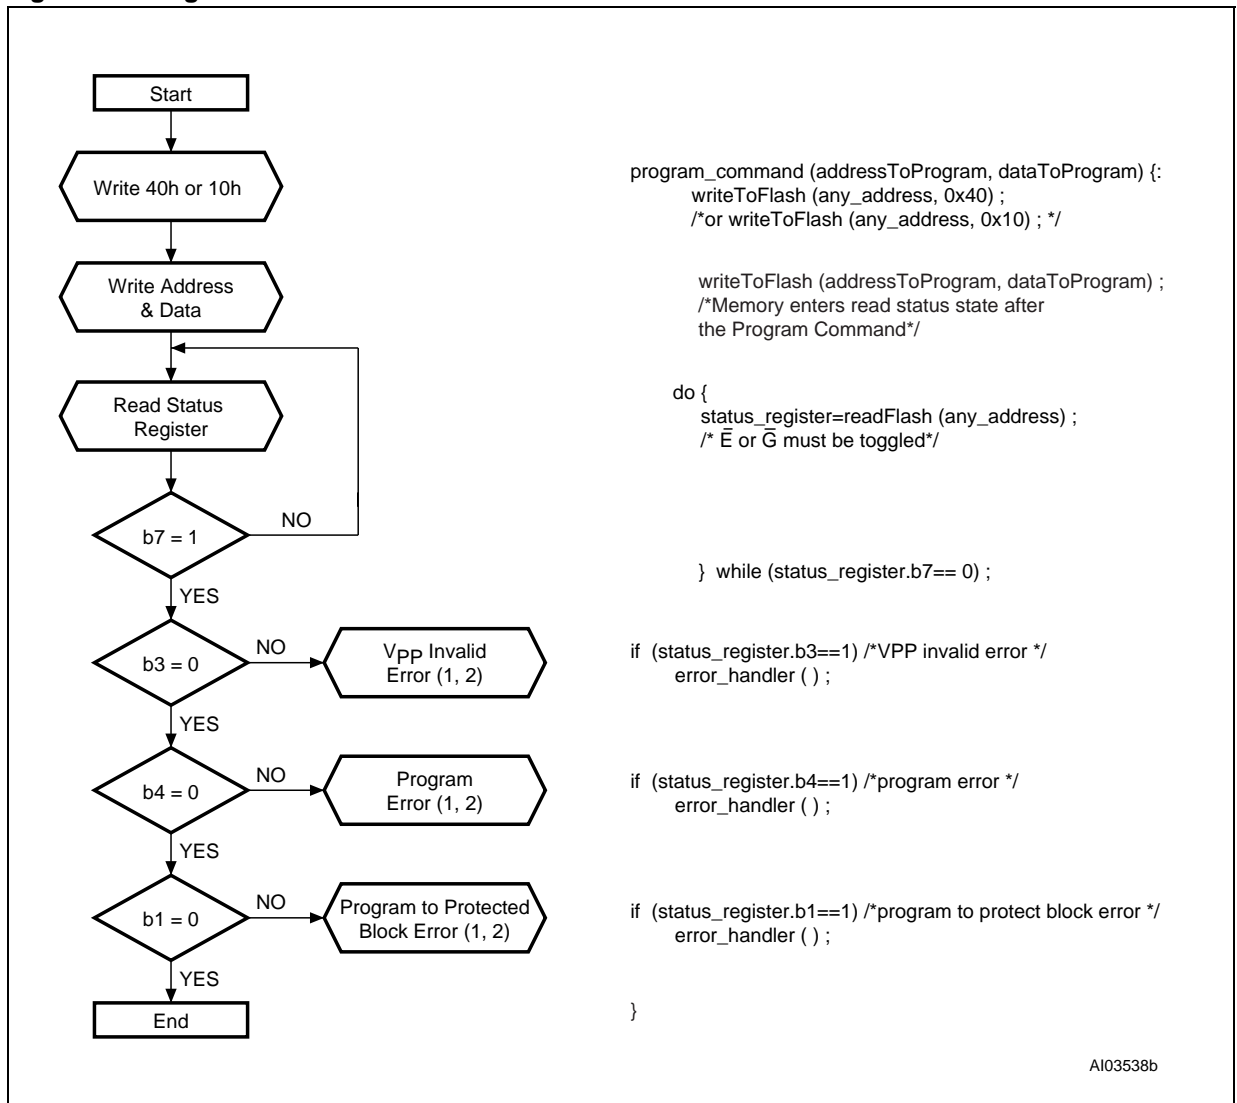 Start
Write 40h or 10h
Write Address
& Data
Read Status
Register
b7 = 1
NO
YES
b3 = 0
NO
VPP Invalid
Error (1, 2)
YES
b4 = 0
NO
Program
Error (1, 2)
YES
b1 = 0
NO
Program to Protected
Block Error (1, 2)
YES
End
program_command (addressToProgram, dataToProgram) {:
writeToFlash (any_address, 0x40) ;
/*or writeToFlash (any_address, 0x10) ; */
writeToFlash (addressToProgram, dataToProgram) ;
/*Memory enters read status state after
the Program Command*/
do {
status_register=readFlash (any_address) ;
/* E̅ or G̅ must be toggled*/
} while (status_register.b7== 0) ;
if (status_register.b3==1) /*VPP invalid error */
error_handler ( ) ;
if (status_register.b4==1) /*program error */
error_handler ( ) ;
if (status_register.b1==1) /*program to protect block error */
error_handler ( ) ;
}
AI03538b